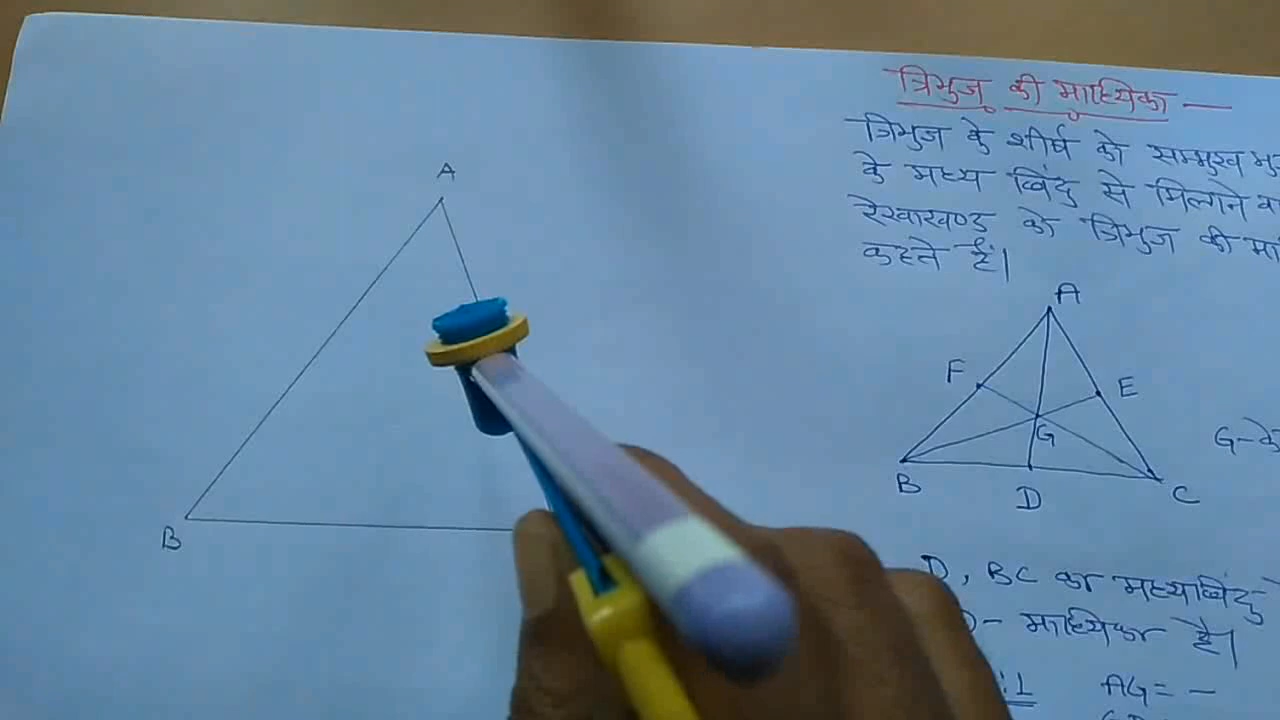 त्रिभुज की माध्यिका —
त्रिभुज के शीर्ष को सम्मुख
के मध्य बिंदु से मिलाने
रेखाखण्ड को त्रिभुज की
कहते हैं।
A
B
A
F
E
G
B
D
C
G-
D, BC का मध्यबिंदु
- माध्यिका है।
AG = —